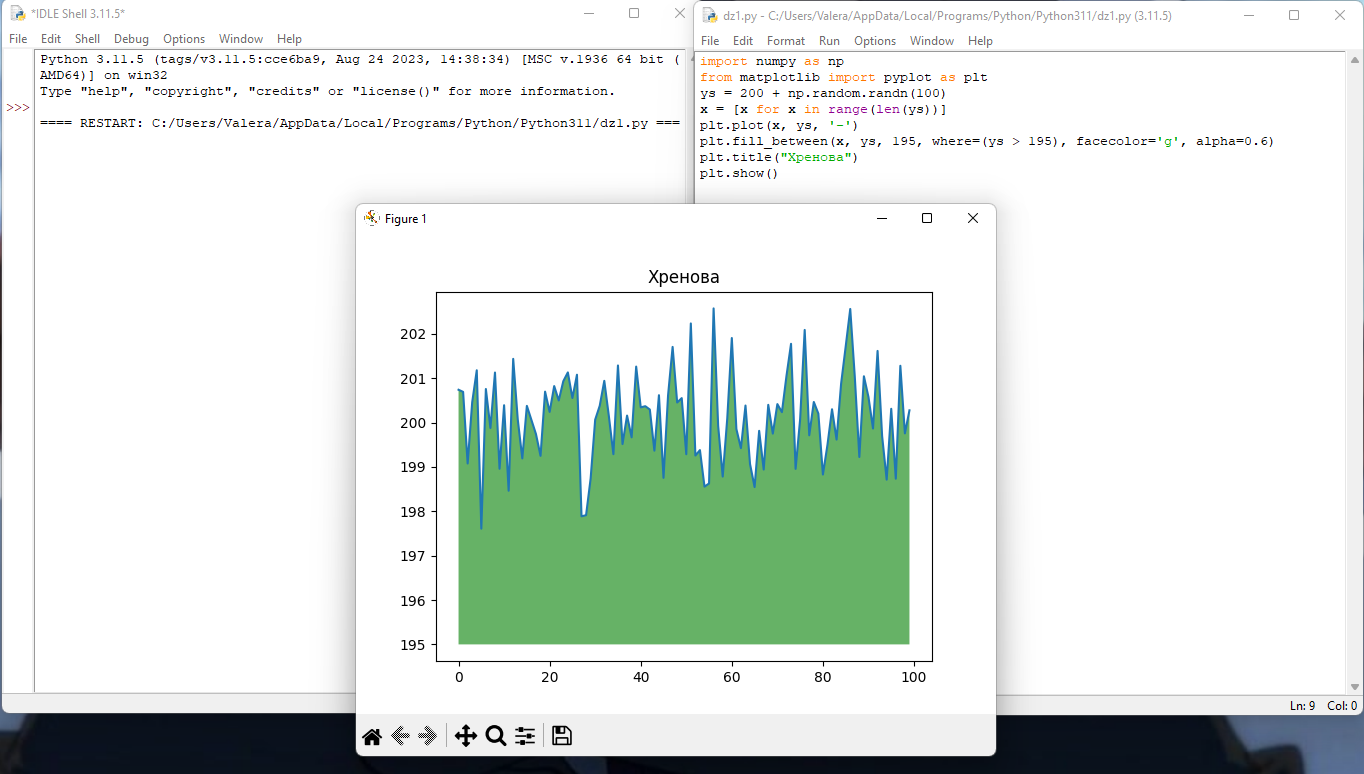 *IDLE Shell 3.11.5*
File Edit Shell Debug Options Window Help
Python 3.11.5 (tags/v3.11.5:cce6ba9, Aug 24 2023, 14:38:34) [MSC v.1936 64 bit (
AMD64)] on win32
Type "help", "copyright", "credits" or "license()" for more information.
>>>
==== RESTART: C:/Users/Valera/AppData/Local/Programs/Python/Python311/dz1.py ===
dz1.py - C:/Users/Valera/AppData/Local/Programs/Python/Python311/dz1.py (3.11.5)
File Edit Format Run Options Window Help
import numpy as np
from matplotlib import pyplot as plt
ys = 200 + np.random.randn(100)
x = [x for x in range(len(ys))]
plt.plot(x, ys, '-')
plt.fill_between(x, ys, 195, where=(ys > 195), facecolor='g', alpha=0.6)
plt.title("Хренова")
plt.show()
Figure 1
Хренова
202
201
200
199
198
197
196
195
0 20 40 60 80 100
Ln: 9 Col: 0